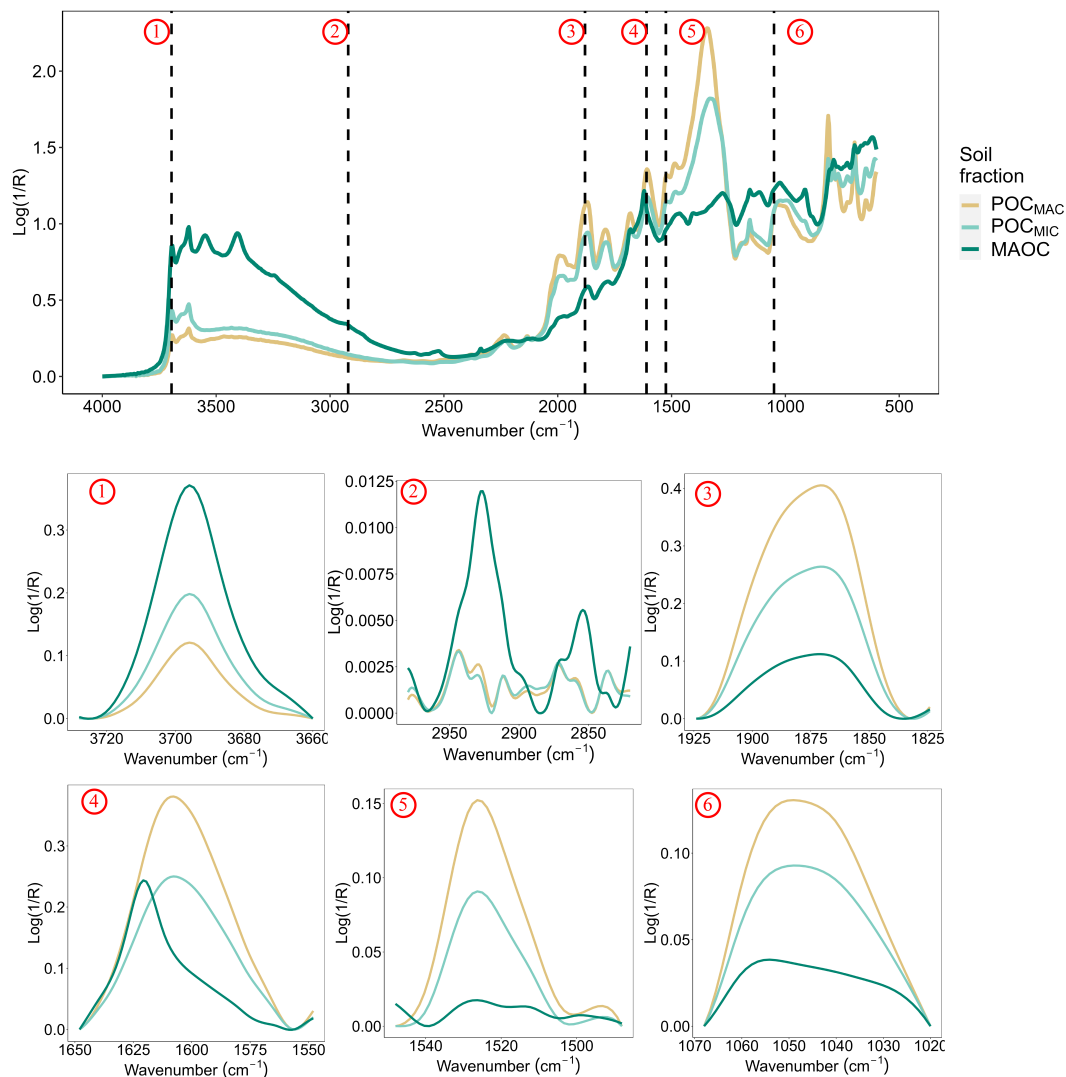 ① ② ③ ④ ⑤ ⑥
Log(1/R)
2.0
1.5
1.0
0.5
0.0
4000 3500 3000 2500 2000 1500 1000 500
Wavenumber (cm⁻¹)
Soil
fraction
POC_MAC
POC_MIC
MAOC
①
Log(1/R)
0.3
0.2
0.1
0.0
3720 3700 3680 3660
Wavenumber (cm⁻¹)
②
Log(1/R)
0.0125
0.0100
0.0075
0.0050
0.0025
0.0000
2950 2900 2850
Wavenumber (cm⁻¹)
③
Log(1/R)
0.4
0.3
0.2
0.1
0.0
1925 1900 1875 1850 1825
Wavenumber (cm⁻¹)
④
Log(1/R)
0.3
0.2
0.1
0.0
1650 1625 1600 1575 1550
Wavenumber (cm⁻¹)
⑤
Log(1/R)
0.15
0.10
0.05
0.00
1540 1520 1500
Wavenumber (cm⁻¹)
⑥
Log(1/R)
0.10
0.05
0.00
1070 1060 1050 1040 1030 1020
Wavenumber (cm⁻¹)